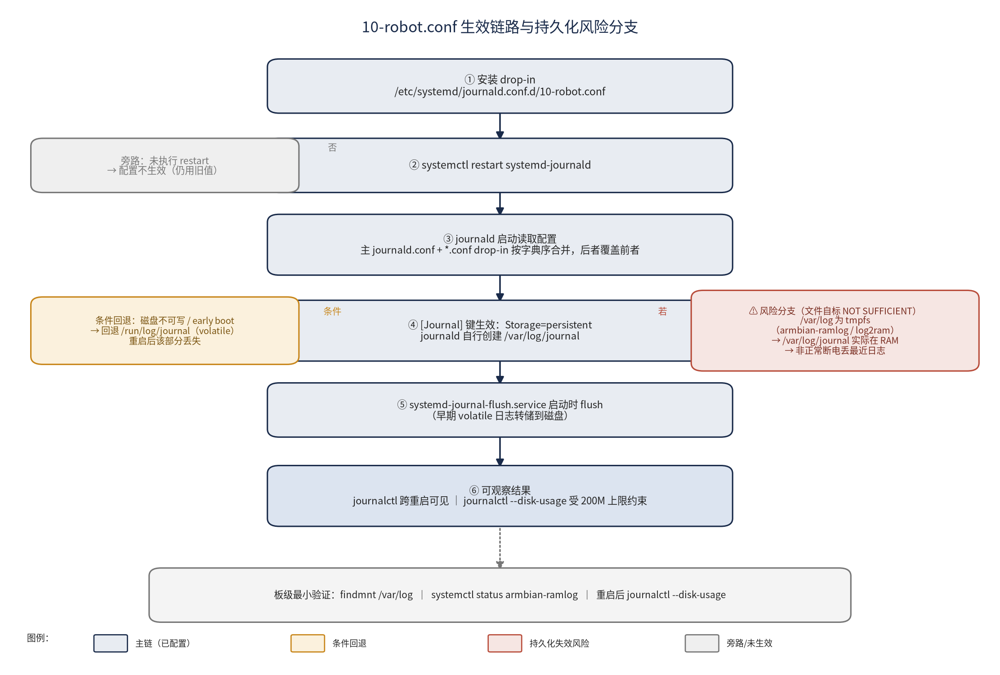 10-robot.conf 生效链路与持久化风险分支
① 安装 drop-in
/etc/systemd/journald.conf.d/10-robot.conf
旁路：未执行 restart
→ 配置不生效（仍用旧值）
否
② systemctl restart systemd-journald
③ journald 启动读取配置
主 journald.conf + *.conf drop-in 按字典序合并，后者覆盖前者
条件回退：磁盘不可写 / early boot
→ 回退 /run/log/journal（volatile）
重启后该部分丢失
条件
④ [Journal] 键生效：Storage=persistent
journald 自行创建 /var/log/journal
若
⚠ 风险分支（文件自标 NOT SUFFICIENT）
/var/log 为 tmpfs
（armbian-ramlog / log2ram）
→ /var/log/journal 实际在 RAM
→ 非正常断电丢最近日志
⑤ systemd-journal-flush.service 启动时 flush
（早期 volatile 日志转储到磁盘）
⑥ 可观察结果
journalctl 跨重启可见 ｜ journalctl --disk-usage 受 200M 上限约束
板级最小验证：findmnt /var/log ｜ systemctl status armbian-ramlog ｜ 重启后 journalctl --disk-usage
图例：
主链（已配置）
条件回退
持久化失效风险
旁路/未生效